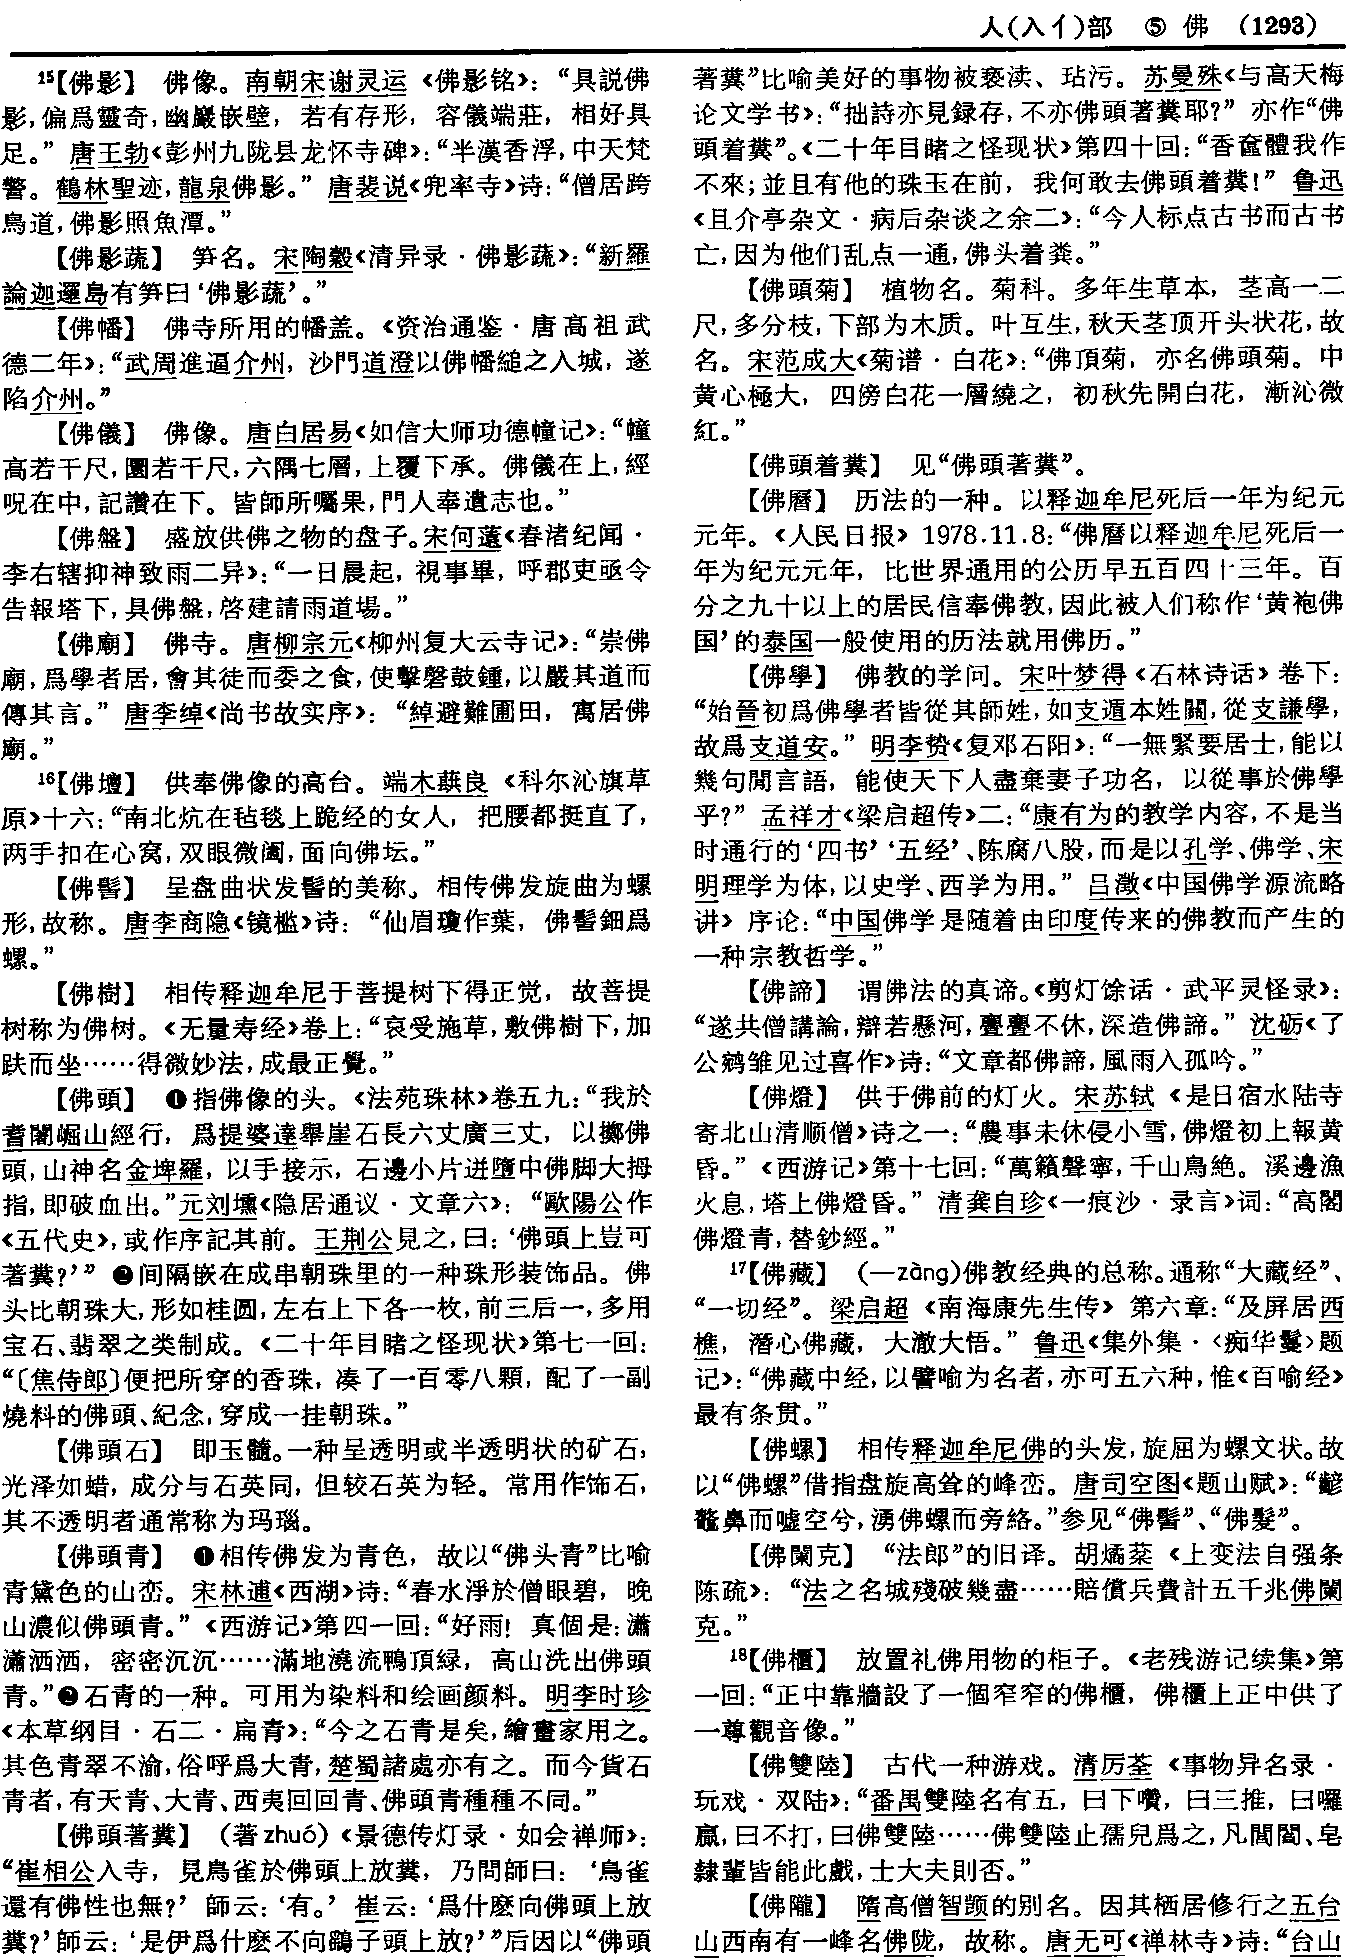 人(入亻)部 ⑤ 佛 (1293)
15【佛影】 佛像。南朝宋谢灵运《佛影铭》：“具説佛
影，偏爲靈奇，幽巖嵌壁，若有存形，容儀端莊，相好具
足。”唐王勃《彭州九陇县龙怀寺碑》：“半漢香浮，中天梵
警。鶴林聖迹，龍泉佛影。”唐裴说《兜率寺》诗：“僧居跨
鳥道，佛影照魚潭。”
【佛影蔬】 笋名。宋陶穀《清异录·佛影蔬》：“新羅
論迦邏島有笋曰‘佛影蔬’。”
【佛幡】 佛寺所用的幡盖。《资治通鉴·唐高祖武
德二年》：“武周進逼介州，沙門道澄以佛幡縋之入城，遂
陷介州。”
【佛儀】 佛像。唐白居易《如信大师功德幢记》：“幢
高若干尺，圜若干尺，六隅七層，上覆下承。佛儀在上，經
呪在中，記讚在下。皆師所囑果，門人奉遺志也。”
【佛盤】 盛放供佛之物的盘子。宋何薳《春渚纪闻·
李右辖抑神致雨二异》：“一日晨起，視事畢，呼郡吏亟令
告報塔下，具佛盤，啓建請雨道場。”
【佛廟】 佛寺。唐柳宗元《柳州复大云寺记》：“崇佛
廟，爲學者居，會其徒而委之食，使擊磬鼓鍾，以嚴其道而
傳其言。”唐李绰《尚书故实序》：“綽避難圃田，寓居佛
廟。”
16【佛壇】 供奉佛像的高台。端木蕻良《科尔沁旗草
原》十六：“南北炕在毡毯上跪经的女人，把腰都挺直了，
两手扣在心窝，双眼微阖，面向佛坛。”
【佛髻】 呈盘曲状发髻的美称。相传佛发旋曲为螺
形，故称。唐李商隐《镜槛》诗：“仙眉瓊作葉，佛髻鈿爲
螺。”
【佛樹】 相传释迦牟尼于菩提树下得正觉，故菩提
树称为佛树。《无量寿经》卷上：“哀受施草，敷佛樹下，加
趺而坐……得微妙法，成最正覺。”
【佛頭】 ❶指佛像的头。《法苑珠林》卷五九：“我於
耆闍崛山經行，爲提婆達舉崖石長六丈廣三丈，以擲佛
頭，山神名金埤羅，以手接示，石邊小片迸墮中佛脚大拇
指，即破血出。”元刘壎《隐居通议·文章六》：“歐陽公作
《五代史》，或作序記其前。王荆公見之，曰：‘佛頭上豈可
著糞？’”❷间隔嵌在成串朝珠里的一种珠形装饰品。佛
头比朝珠大，形如桂圆，左右上下各一枚，前三后一，多用
宝石、翡翠之类制成。《二十年目睹之怪现状》第七一回：
“〔焦侍郎〕便把所穿的香珠，凑了一百零八顆，配了一副
燒料的佛頭、紀念，穿成一挂朝珠。”
【佛頭石】 即玉髓。一种呈透明或半透明状的矿石，
光泽如蜡，成分与石英同，但较石英为轻。常用作饰石，
其不透明者通常称为玛瑙。
【佛頭青】 ❶相传佛发为青色，故以“佛头青”比喻
青黛色的山峦。宋林逋《西湖》诗：“春水淨於僧眼碧，晚
山濃似佛頭青。”《西游记》第四一回：“好雨！真個是：瀟
瀟洒洒，密密沉沉……滿地澆流鴨頂緑，高山洗出佛頭
青。”❷石青的一种。可用为染料和绘画颜料。明李时珍
《本草纲目·石二·扁青》：“今之石青是矣，繪畫家用之。
其色青翠不渝，俗呼爲大青，楚蜀諸處亦有之。而今貨石
青者，有天青、大青、西夷回回青、佛頭青種種不同。”
【佛頭著糞】 （著zhuó）《景德传灯录·如会禅师》：
“崔相公入寺，見鳥雀於佛頭上放糞，乃問師曰：‘鳥雀
還有佛性也無？’師云：‘有。’崔云：‘爲什麽向佛頭上放
糞？’師云：‘是伊爲什麽不向鷂子頭上放？’”后因以“佛頭
著糞”比喻美好的事物被亵渎、玷污。苏曼殊《与高天梅
论文学书》：“拙詩亦見録存，不亦佛頭著糞耶？”亦作“佛
頭着糞”。《二十年目睹之怪现状》第四十回：“香奩體我作
不來；並且有他的珠玉在前，我何敢去佛頭着糞！”鲁迅
《且介亭杂文·病后杂谈之余二》：“今人标点古书而古书
亡，因为他们乱点一通，佛头着粪。”
【佛頭菊】 植物名。菊科。多年生草本，茎高一二
尺，多分枝，下部为木质。叶互生，秋天茎顶开头状花，故
名。宋范成大《菊谱·白花》：“佛頂菊，亦名佛頭菊。中
黄心極大，四傍白花一層繞之，初秋先開白花，漸沁微
紅。”
【佛頭着糞】 见“佛頭著糞”。
【佛曆】 历法的一种。以释迦牟尼死后一年为纪元
元年。《人民日报》1978.11.8：“佛曆以释迦牟尼死后一
年为纪元元年，比世界通用的公历早五百四十三年。百
分之九十以上的居民信奉佛教，因此被人们称作‘黄袍佛
国’的泰国一般使用的历法就用佛历。”
【佛學】 佛教的学问。宋叶梦得《石林诗话》卷下：
“始晉初爲佛學者皆從其師姓，如支遁本姓關，從支謙學，
故爲支道安。”明李贽《复邓石阳》：“一無緊要居士，能以
幾句閒言語，能使天下人盡棄妻子功名，以從事於佛學
乎？”孟祥才《梁启超传》二：“康有为的教学内容，不是当
时通行的‘四书’‘五经’、陈腐八股，而是以孔学、佛学、宋
明理学为体，以史学、西学为用。”吕澂《中国佛学源流略
讲》序论：“中国佛学是随着由印度传来的佛教而产生的
一种宗教哲学。”
【佛諦】 谓佛法的真谛。《剪灯馀话·武平灵怪录》：
“遂共僧講論，辯若懸河，亹亹不休，深造佛諦。”沈砺《了
公鹓雏见过喜作》诗：“文章都佛諦，風雨入孤吟。”
【佛燈】 供于佛前的灯火。宋苏轼《是日宿水陆寺
寄北山清顺僧》诗之一：“農事未休侵小雪，佛燈初上報黄
昏。”《西游记》第十七回：“萬籟聲寧，千山鳥絶。溪邊漁
火息，塔上佛燈昏。”清龚自珍《一痕沙·录言》词：“高閣
佛燈青，替鈔經。”
17【佛藏】 （—zàng）佛教经典的总称。通称“大藏经”、
“一切经”。梁启超《南海康先生传》第六章：“及屏居西
樵，潛心佛藏，大澈大悟。”鲁迅《集外集·〈痴华鬘〉题
记》：“佛藏中经，以譬喻为名者，亦可五六种，惟《百喻经》
最有条贯。”
【佛螺】 相传释迦牟尼佛的头发，旋屈为螺文状。故
以“佛螺”借指盘旋高耸的峰峦。唐司空图《题山赋》：“齾
鼇鼻而嘘空兮，湧佛螺而旁絡。”参见“佛髻”、“佛髮”。
【佛蘭克】 “法郎”的旧译。胡燏棻《上变法自强条
陈疏》：“法之名城殘破幾盡……賠償兵費計五千兆佛蘭
克。”
18【佛櫃】 放置礼佛用物的柜子。《老残游记续集》第
一回：“正中靠牆設了一個窄窄的佛櫃，佛櫃上正中供了
一尊觀音像。”
【佛雙陸】 古代一种游戏。清厉荃《事物异名录·
玩戏·双陆》：“番禺雙陸名有五，曰下囋，曰三推，曰囉
羸，曰不打，曰佛雙陸……佛雙陸止孺兒爲之，凡閭閻、皂
隸輩皆能此戲，士大夫則否。”
【佛隴】 隋高僧智顗的别名。因其栖居修行之五台
山西南有一峰名佛陇，故称。唐无可《禅林寺》诗：“台山